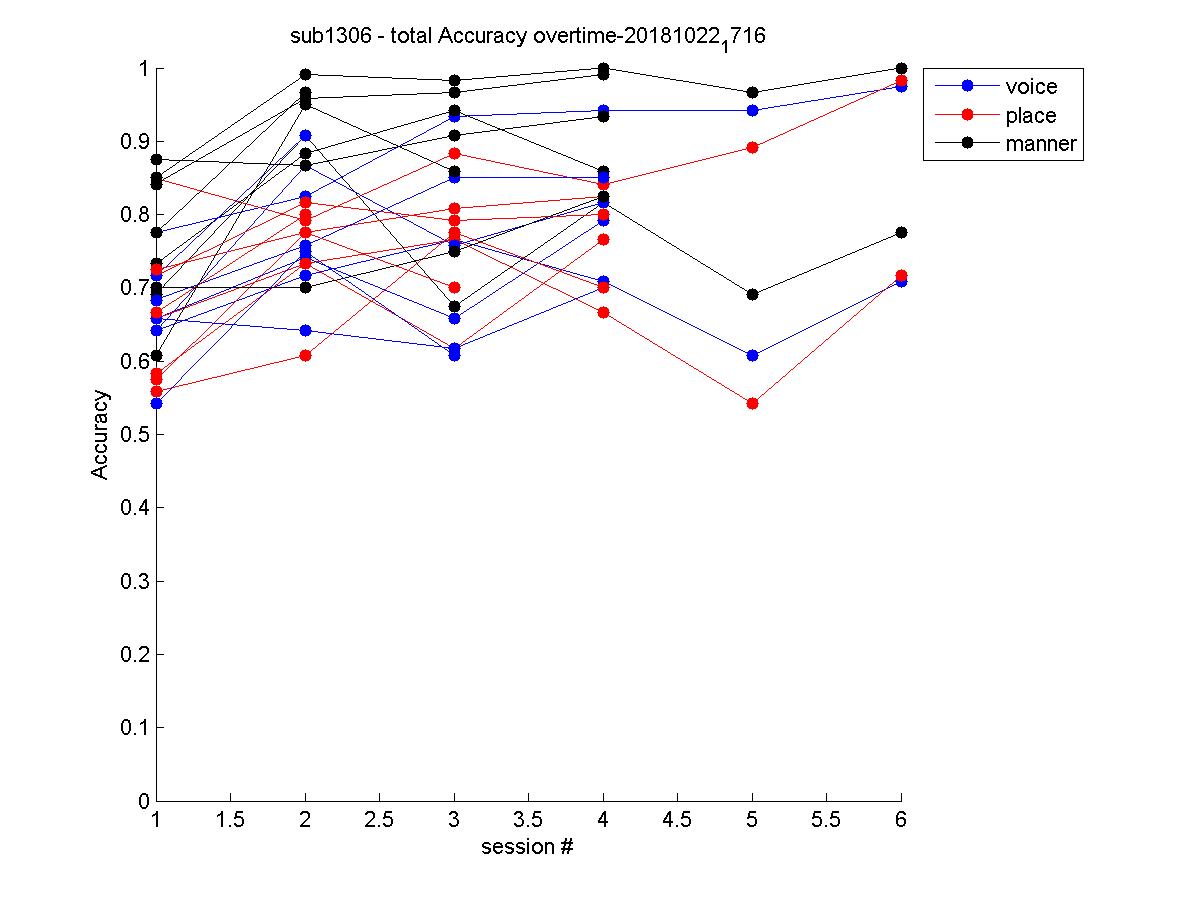 sub1306 - total Accuracy overtime-20181022₁716
voice
place
manner
1
0.9
0.8
0.7
0.6
0.5
0.4
0.3
0.2
0.1
0
Accuracy
1 1.5 2 2.5 3 3.5 4 4.5 5 5.5 6
session #